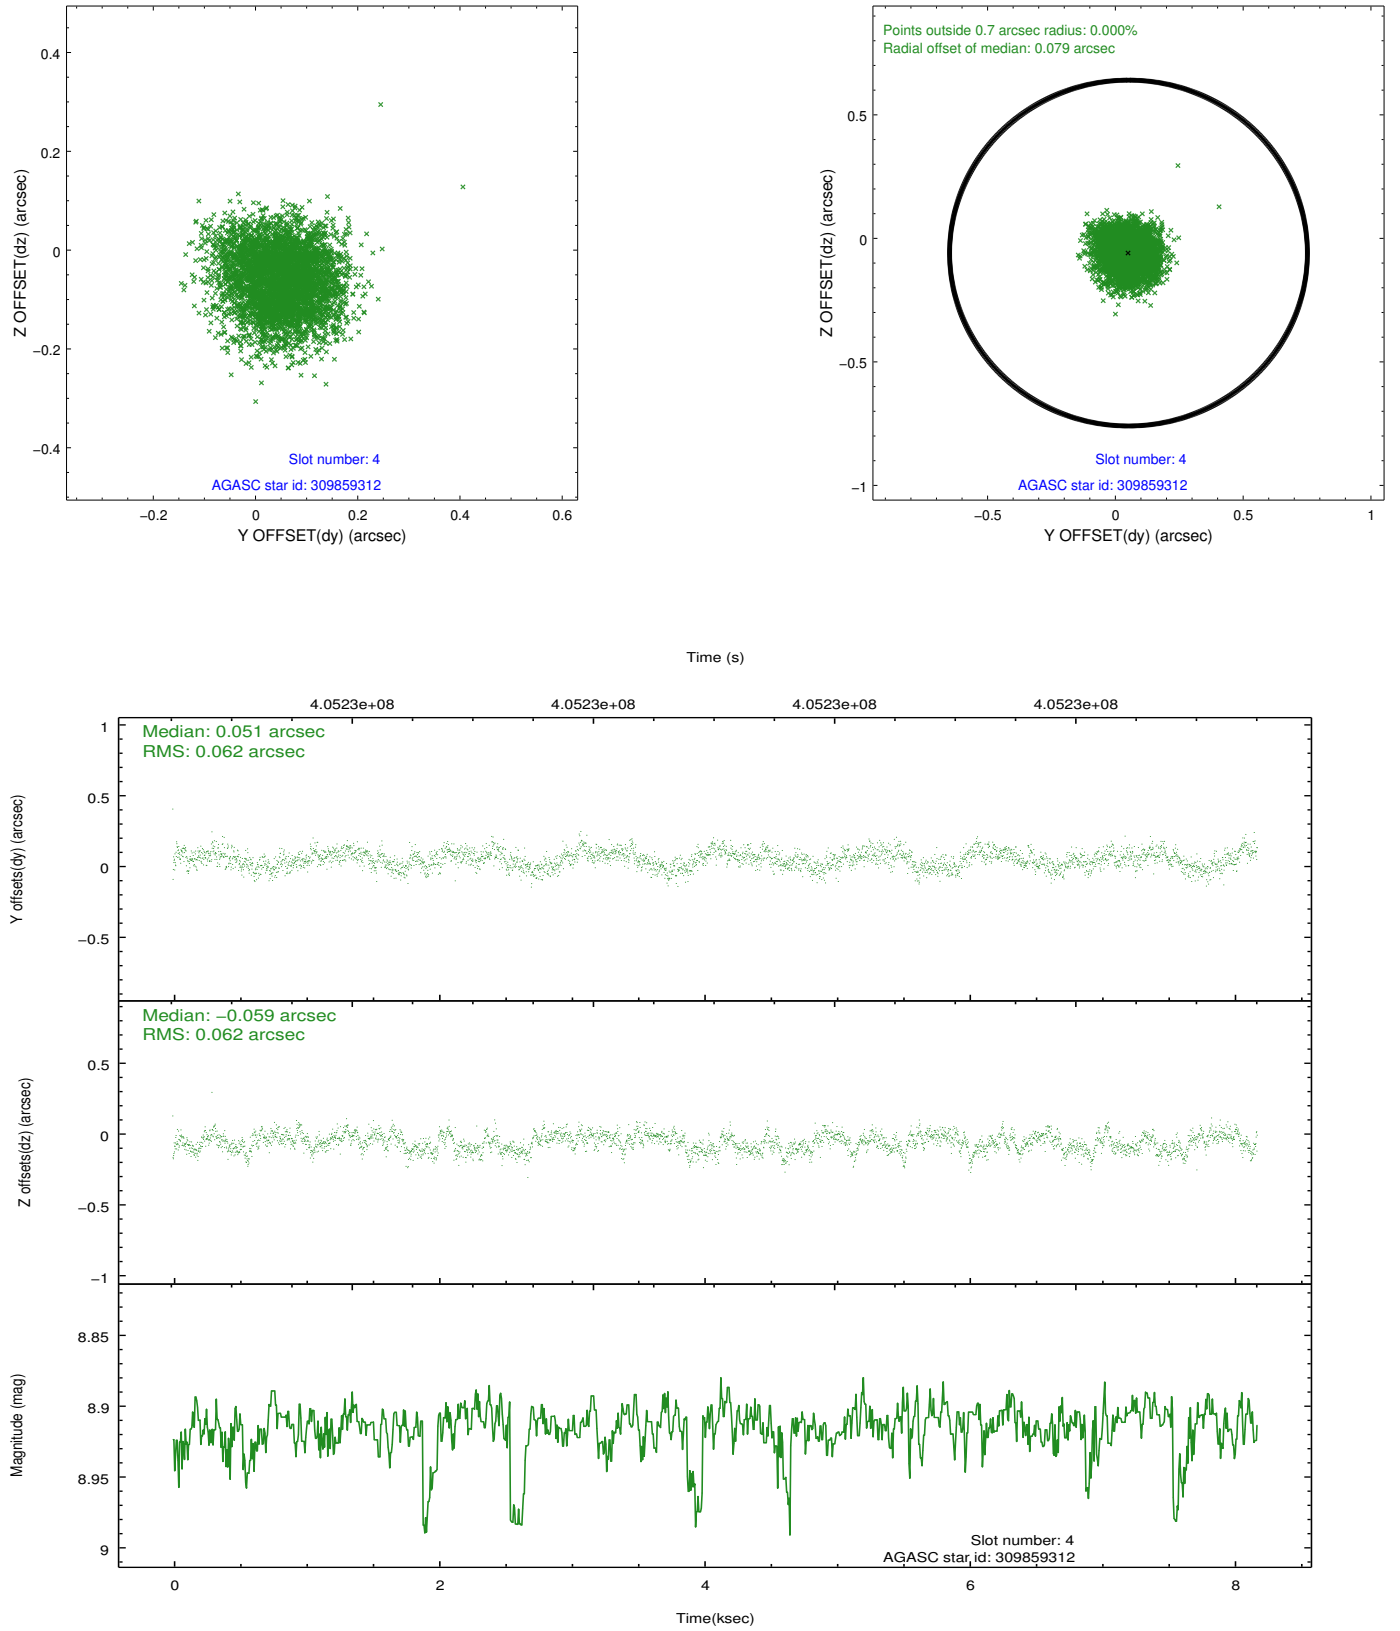 0.4
0.2
0
−0.2
−0.4
Z OFFSET(dz) (arcsec)
Slot number: 4
AGASC star id: 309859312
−0.2 0 0.2 0.4 0.6
Y OFFSET(dy) (arcsec)
Points outside 0.7 arcsec radius: 0.000%
Radial offset of median: 0.079 arcsec
0.5
0
−0.5
−1
Z OFFSET(dz) (arcsec)
Slot number: 4
AGASC star id: 309859312
−0.5 0 0.5 1
Y OFFSET(dy) (arcsec)
Time (s)
4.0523e+08 4.0523e+08 4.0523e+08 4.0523e+08
Median: 0.051 arcsec
RMS: 0.062 arcsec
1
0.5
0
−0.5
Y offsets(dy) (arcsec)
Median: −0.059 arcsec
RMS: 0.062 arcsec
0.5
0
−0.5
−1
Z offsets(dz) (arcsec)
8.85
8.9
8.95
9
Magnitude (mag)
Slot number: 4
AGASC star id: 309859312
0 2 4 6 8
Time(ksec)